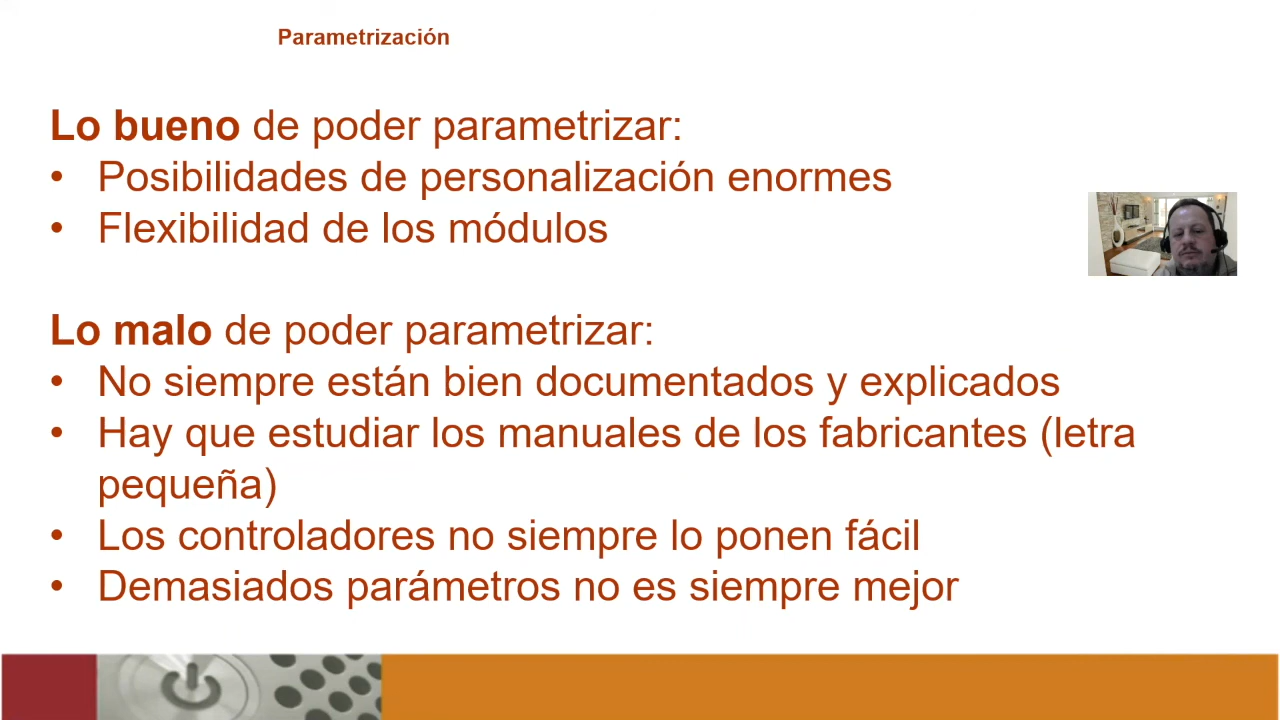 Parametrización
Lo bueno de poder parametrizar:
• Posibilidades de personalización enormes
• Flexibilidad de los módulos
Lo malo de poder parametrizar:
• No siempre están bien documentados y explicados
• Hay que estudiar los manuales de los fabricantes (letra
pequeña)
• Los controladores no siempre lo ponen fácil
• Demasiados parámetros no es siempre mejor